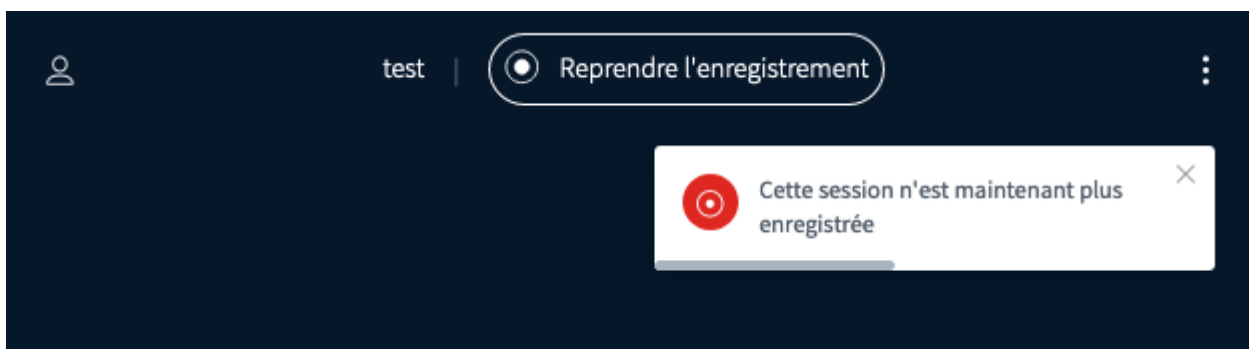 test | Reprendre l'enregistrement
Cette session n'est maintenant plus
enregistrée